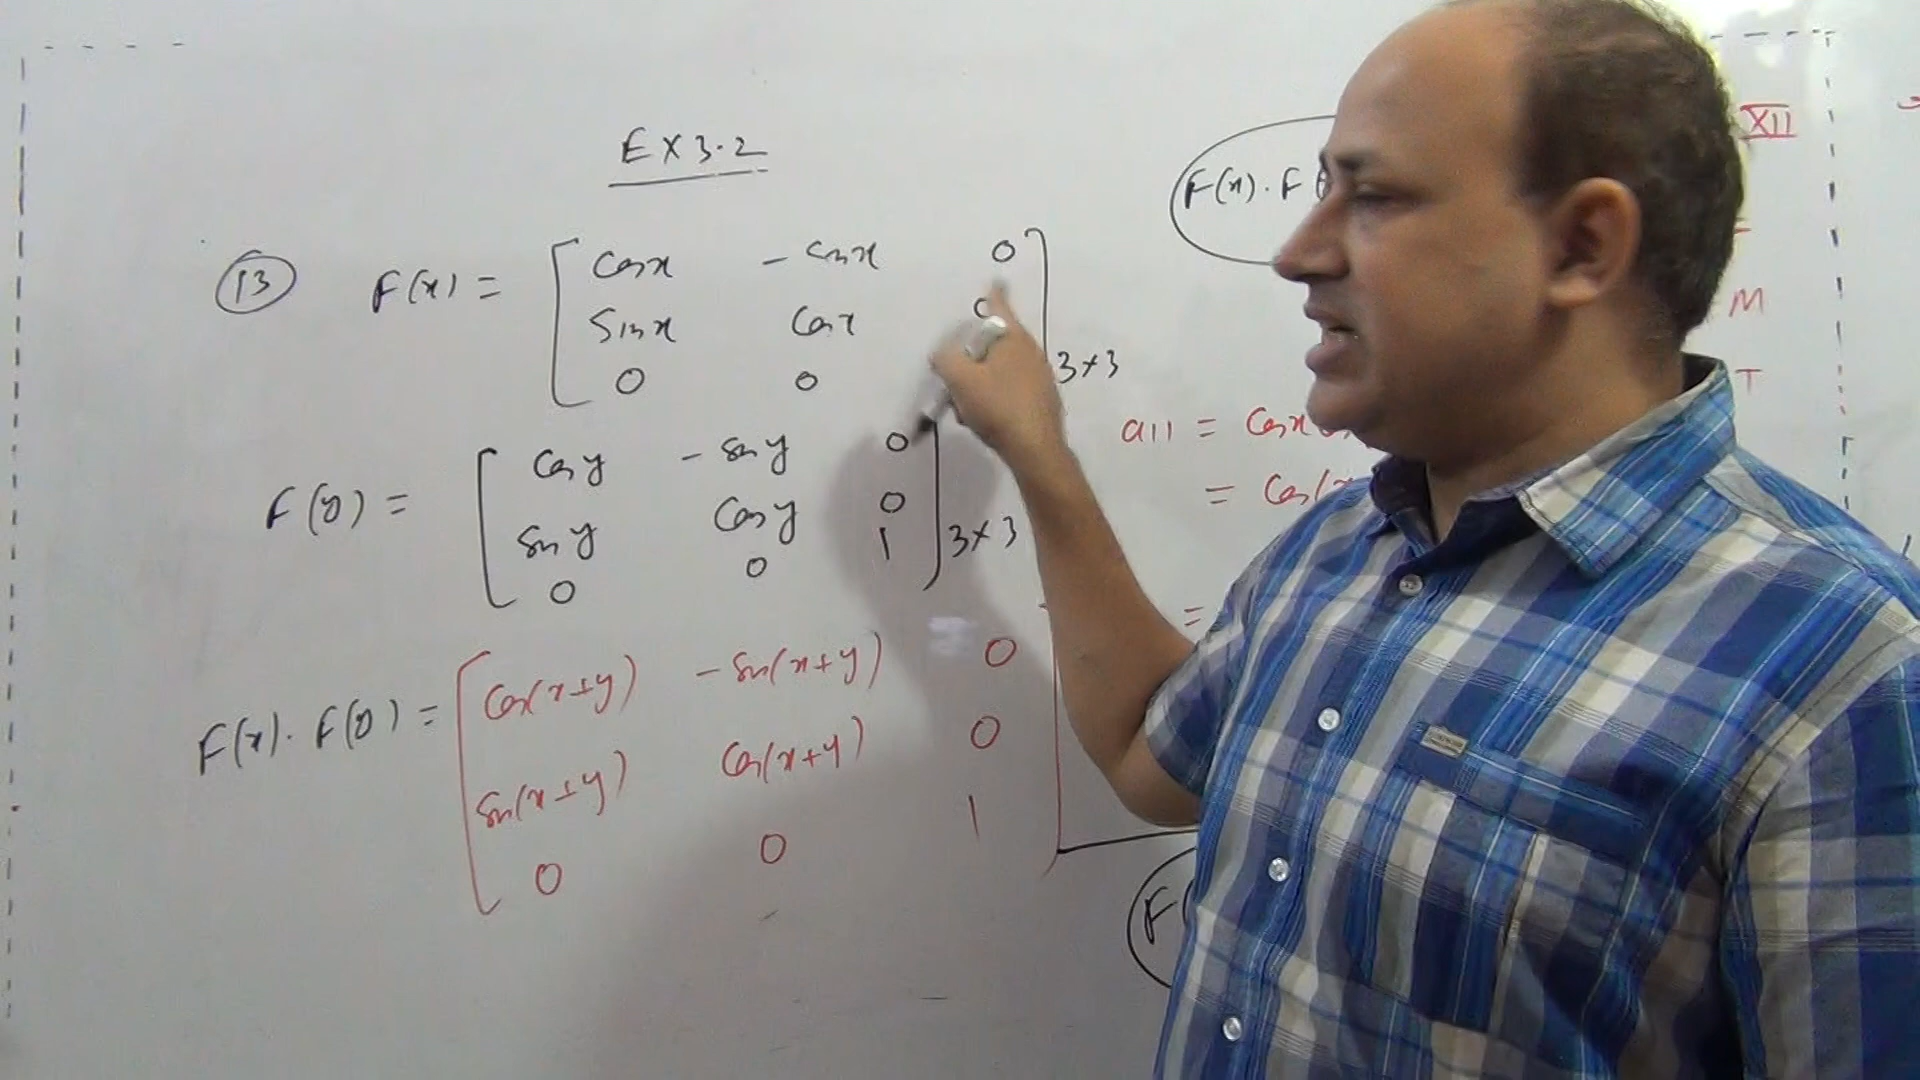 EX 3.2
13 F(x) = [ Cos x - Sin x 0
Sin x Cos x 0
0 0 ] 3×3
F(y) = [ Cos y - Sin y 0
Sin y Cos y 0
0 0 1 ] 3×3
F(x). F(y) = [ Cos(x+y) - Sin(x+y) 0
Sin(x+y) Cos(x+y) 0
0 0 1 ]
F(x). F
XII
M
T
a11 = Cosx
= Cos(x
=
F(